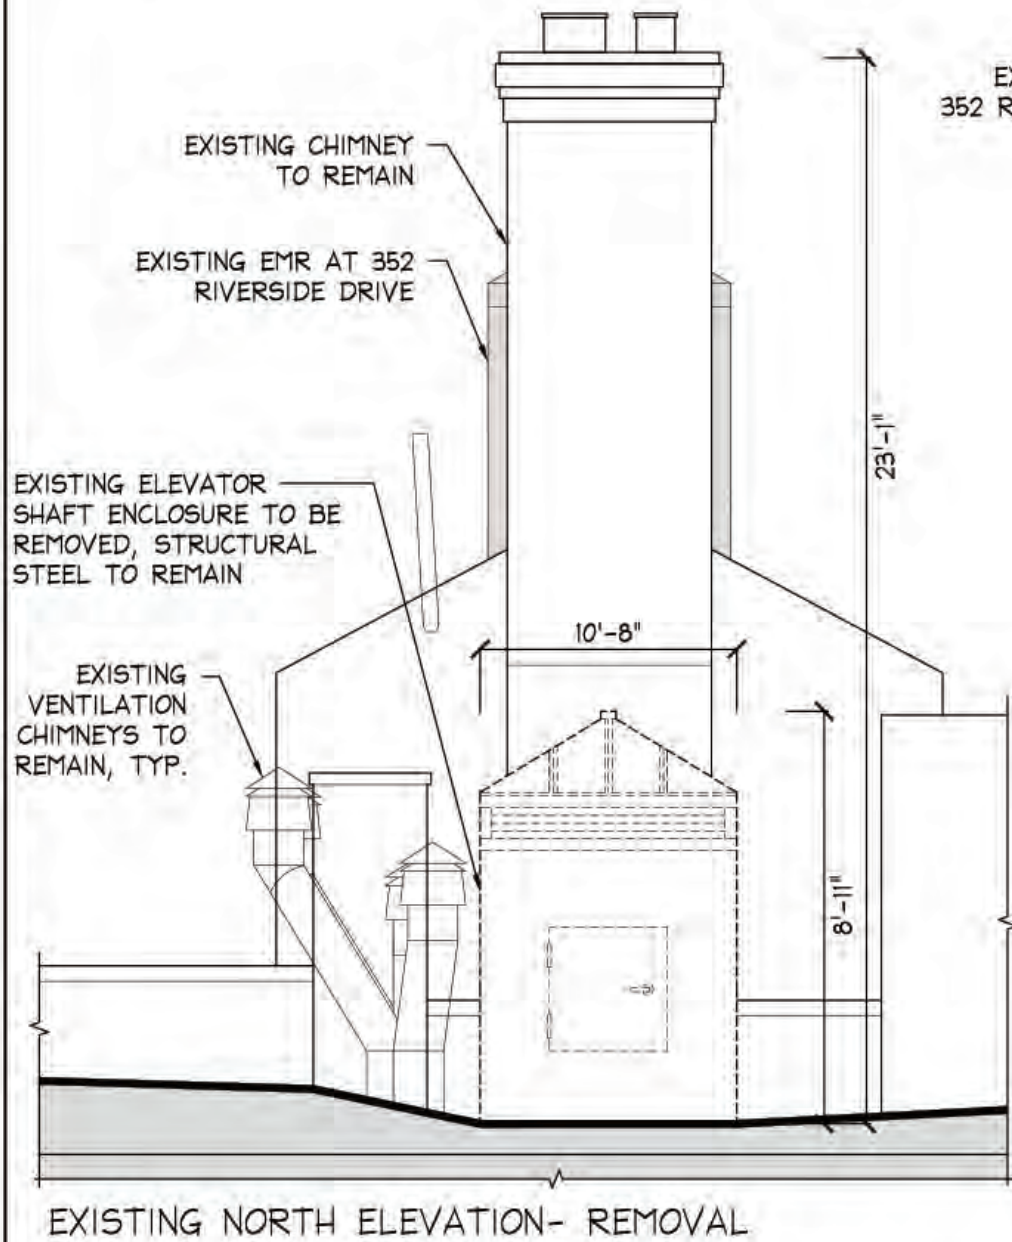 EXISTING CHIMNEY
TO REMAIN
EX
352 R
EXISTING EMR AT 352
RIVERSIDE DRIVE
23'-1"
EXISTING ELEVATOR
SHAFT ENCLOSURE TO BE
REMOVED, STRUCTURAL
STEEL TO REMAIN
10'-8"
EXISTING
VENTILATION
CHIMNEYS TO
REMAIN, TYP.
8'-11"
EXISTING NORTH ELEVATION- REMOVAL